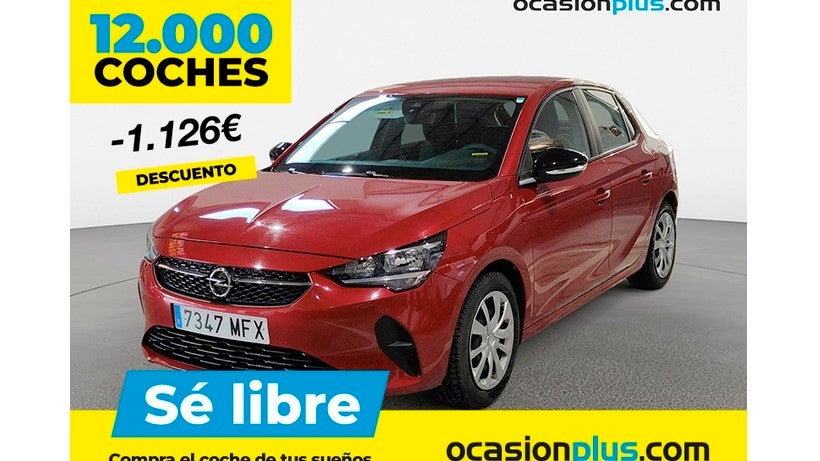 ocasionplus.com
12.000
COCHES
-1.126€
DESCUENTO
7347 MFX
Sé libre
Compra el coche de tus sueños
ocasionplus.com